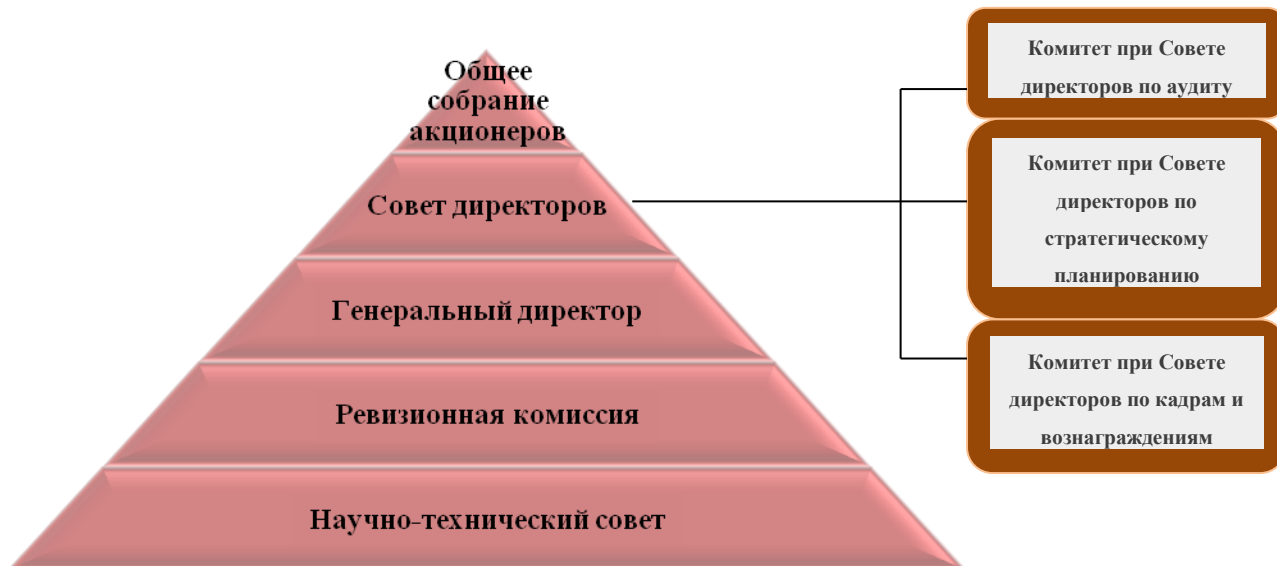 Общее
собрание
акционеров
Совет директоров
Генеральный директор
Ревизионная комиссия
Научно-технический совет
Комитет при Совете
директоров по аудиту
Комитет при Совете
директоров по
стратегическому
планированию
Комитет при Совете
директоров по кадрам и
вознаграждениям